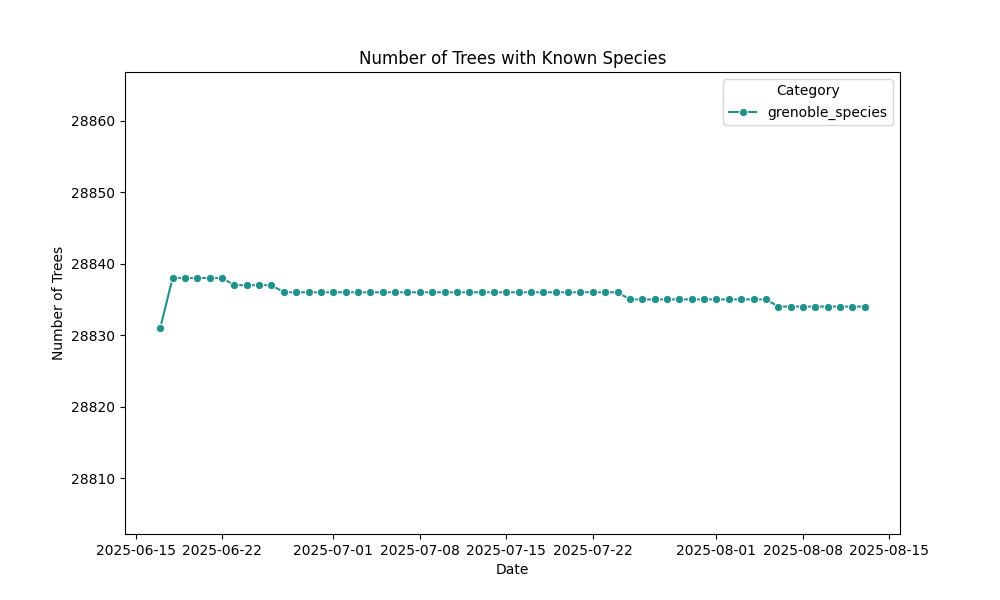 Number of Trees with Known Species
Category
grenoble_species
28860
28850
28840
28830
28820
28810
Number of Trees
2025-06-15 2025-06-22 2025-07-01 2025-07-08 2025-07-15 2025-07-22 2025-08-01 2025-08-08 2025-08-15
Date